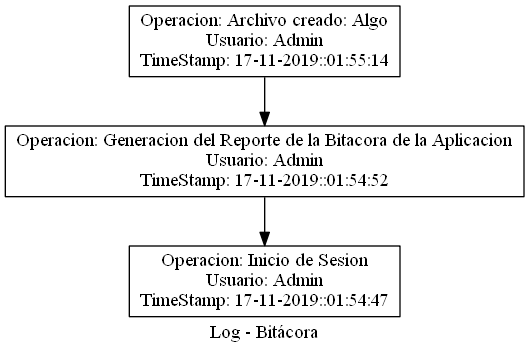 Operacion: Archivo creado: Algo
Usuario: Admin
TimeStamp: 17-11-2019::01:55:14
Operacion: Generacion del Reporte de la Bitacora de la Aplicacion
Usuario: Admin
TimeStamp: 17-11-2019::01:54:52
Operacion: Inicio de Sesion
Usuario: Admin
TimeStamp: 17-11-2019::01:54:47
Log - Bitácora